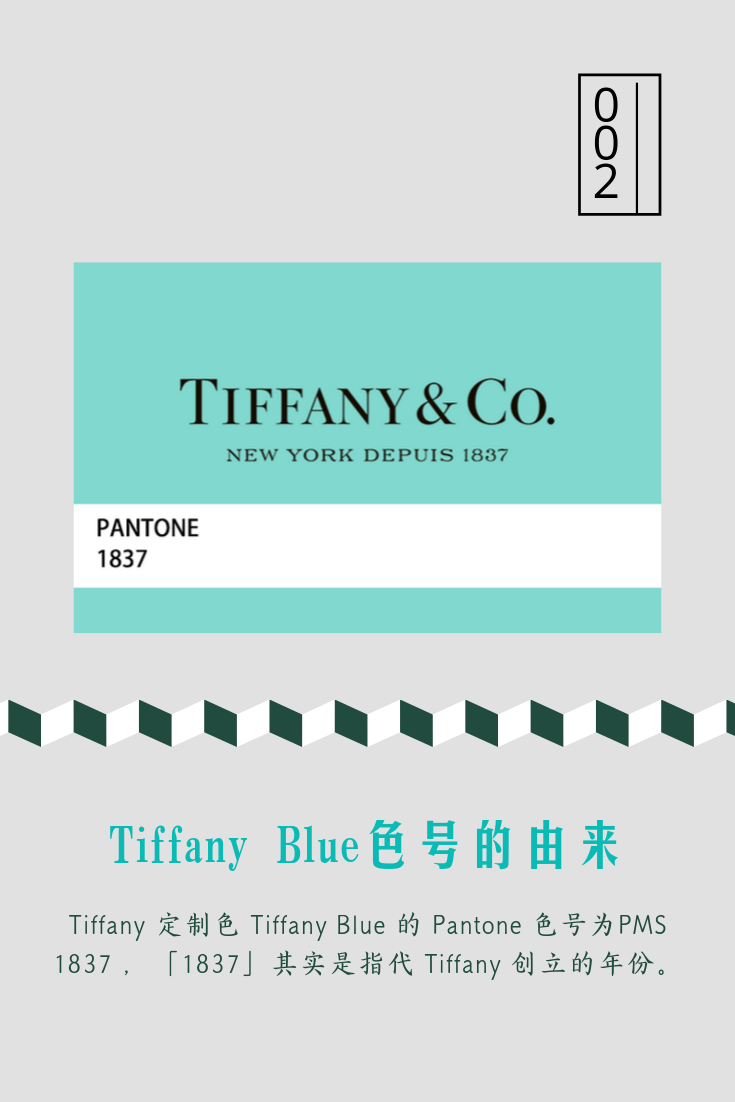 002
TIFFANY & CO.
NEW YORK DEPUIS 1837
PANTONE
1837
Tiffany Blue色号的由来
Tiffany 定制色 Tiffany Blue 的 Pantone 色号为PMS
1837 , 「1837」其实是指代 Tiffany 创立的年份。